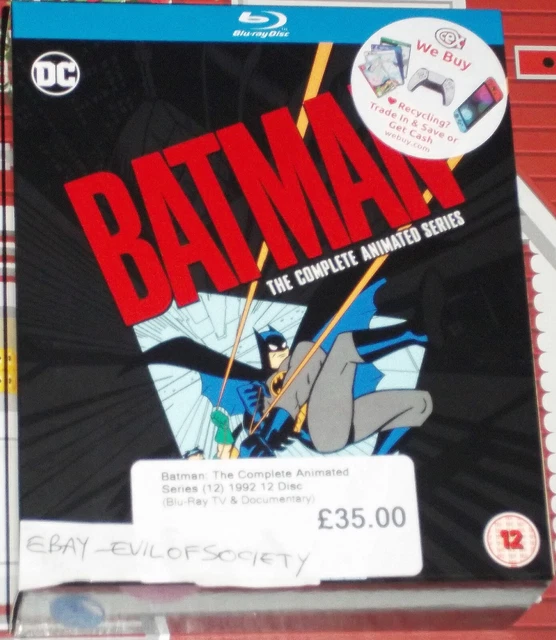 Blu-ray Disc
DC
CeX
We Buy
Recycling?
Trade In & Save or
Get Cash
webuy.com
BATMAN
THE COMPLETE ANIMATED SERIES
Batman: The Complete Animated
Series (12) 1992 12 Disc
(Blu-Ray TV & Documentary)
£35.00
EBAY-EVILOFSOCIETY
12